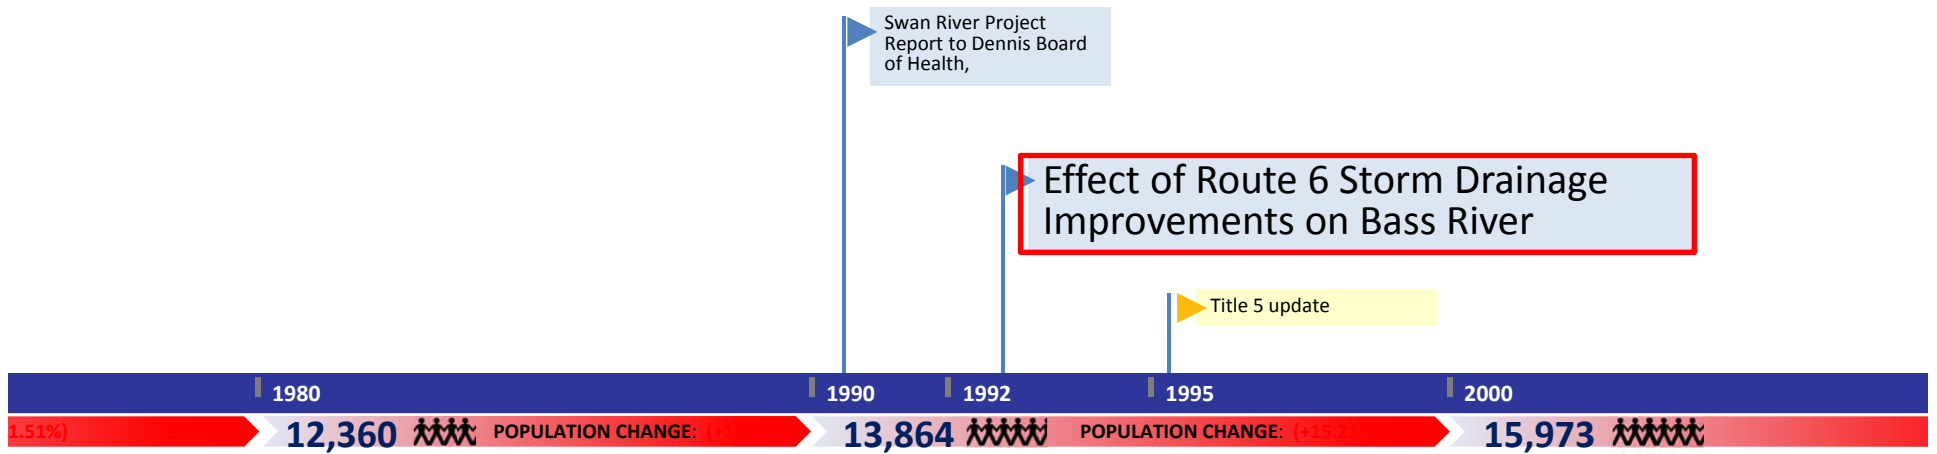 Swan River Project
Report to Dennis Board
of Health,
Effect of Route 6 Storm Drainage
Improvements on Bass River
Title 5 update
1980
1990
1992
1995
2000
1.51%)
12,360
POPULATION CHANGE:
13,864
POPULATION CHANGE: (+15.21
15,973